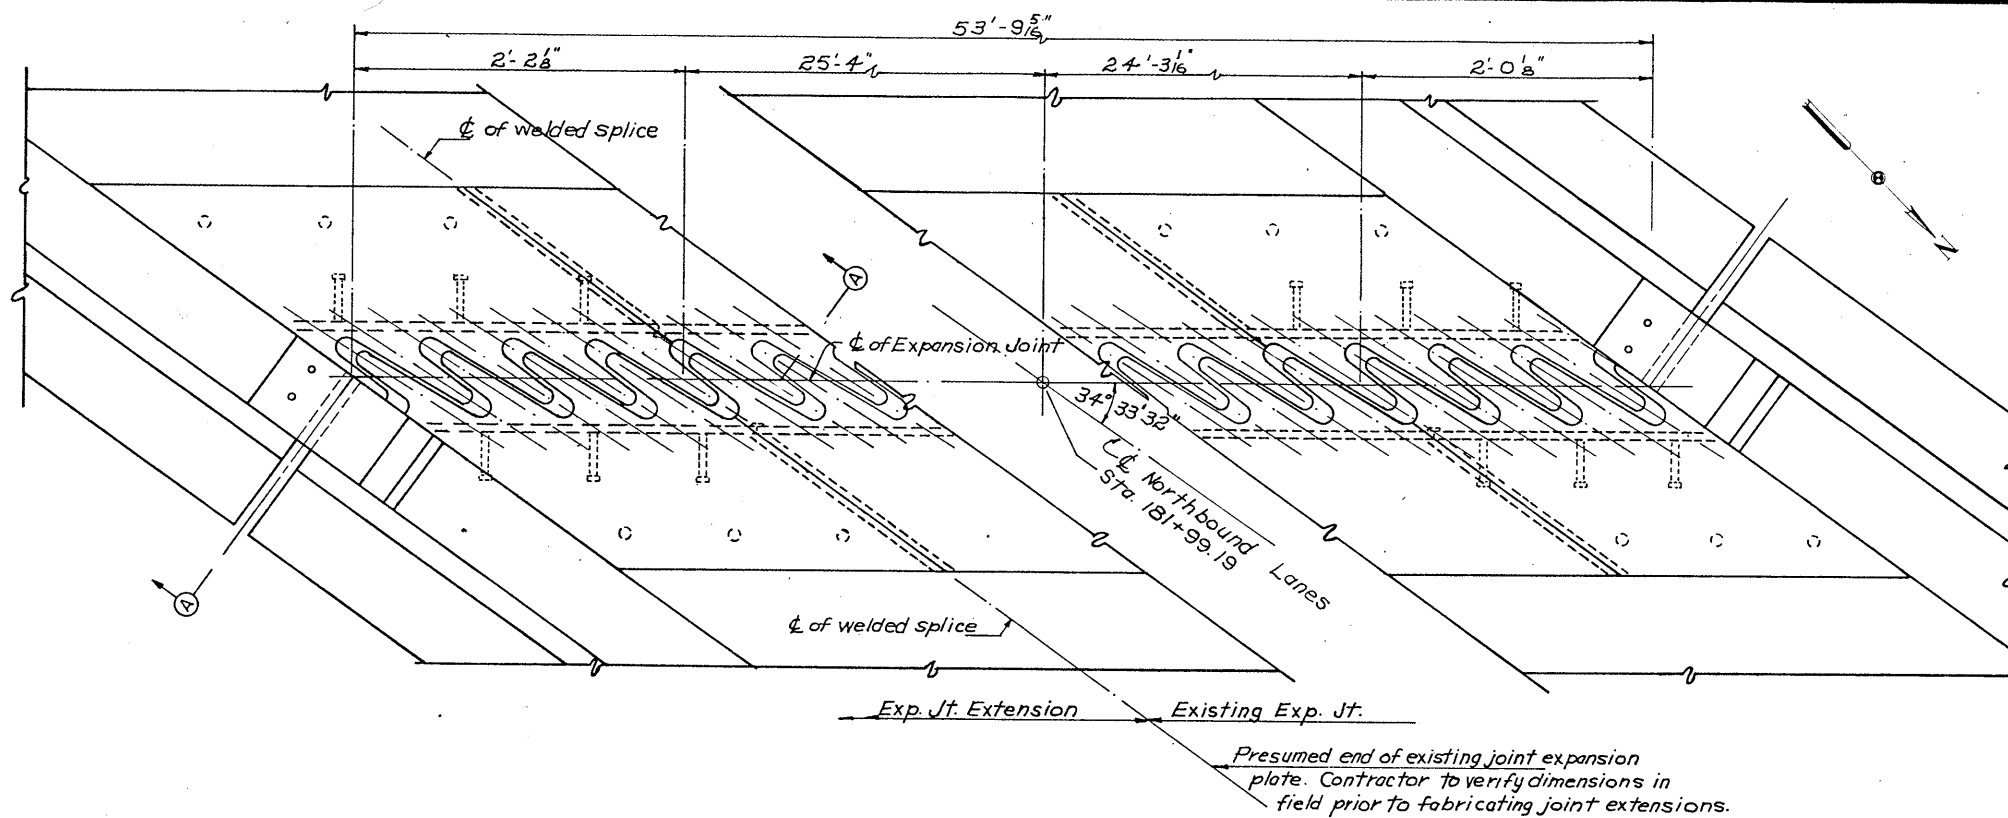 53'-9 5/16"
2'-2 1/8" 25'-4" 24'-3 1/16" 2'-0 1/8"
℄ of welded splice
N
A
℄ of Expansion Joint
34° 33' 32"
℄ Northbound Lanes
Sta. 181+99.19
A
℄ of welded splice
Exp. Jt. Extension Existing Exp. Jt.
Presumed end of existing joint expansion
plate. Contractor to verify dimensions in
field prior to fabricating joint extensions.